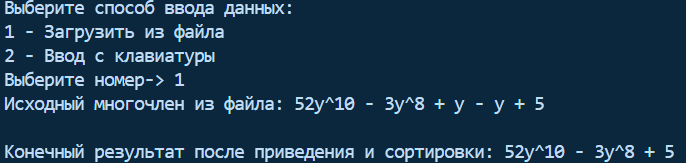 Выберите способ ввода данных:
1 - Загрузить из файла
2 - Ввод с клавиатуры
Выберите номер-> 1
Исходный многочлен из файла: 52y^10 - 3y^8 + y - y + 5
Конечный результат после приведения и сортировки: 52y^10 - 3y^8 + 5